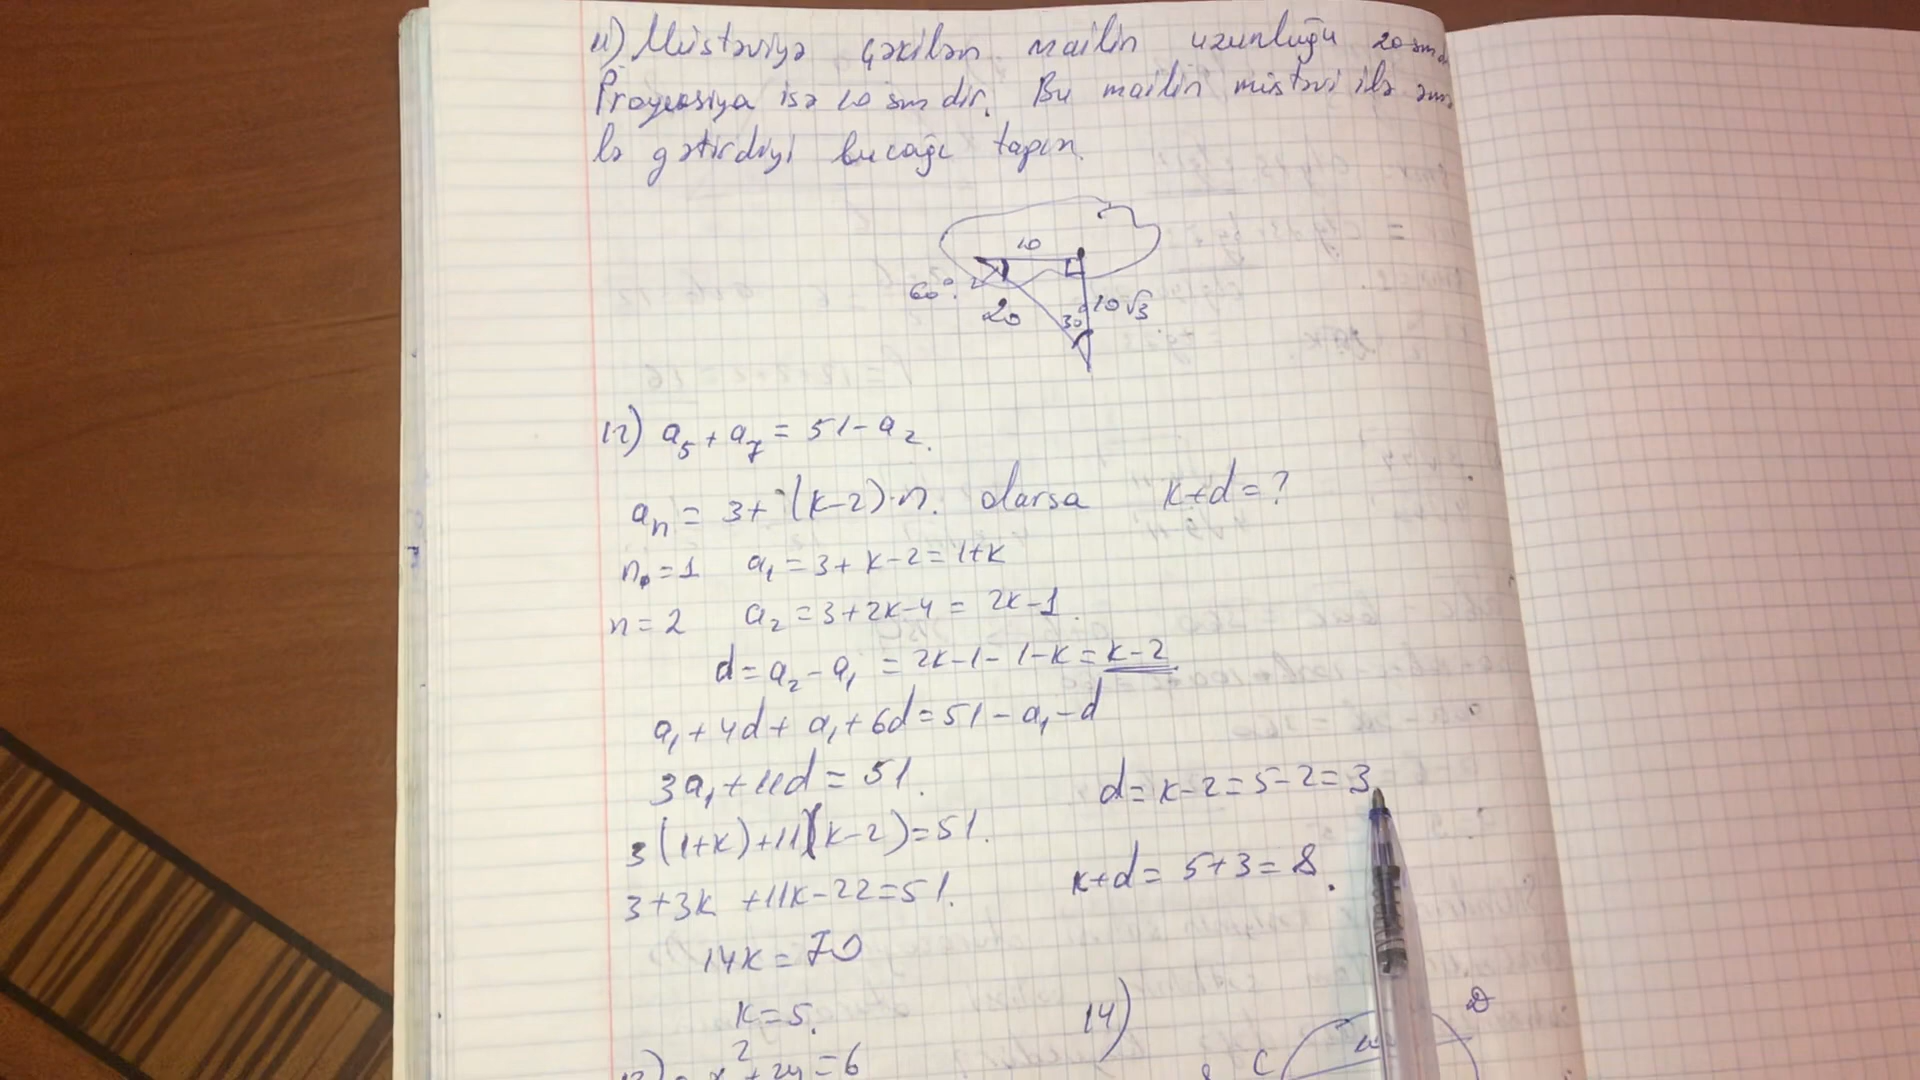 11) Müstəviyə çəkilən mailin uzunluğu 20 sm
Proyeksiya isə 10 smdir. Bu mailin müstəvi ilə əmə
lə gətirdiyi bucağı tapın.
10
60°
20
30°
10√3
12) a₅ + a₇ = 51 - a₂.
aₙ = 3 + (k-2)·n. olarsa k+d=?
n=1 a₁ = 3 + k - 2 = 1+k
n=2 a₂ = 3+2k-4 = 2k-1.
d = a₂ - a₁ = 2k-1-1-k = k-2
a₁ + 4d + a₁ + 6d = 51 - a₁ - d
3a₁ + 11d = 51.
3(1+k)+11(k-2)=51.
3+3k+11k-22=51.
14k = 70
k=5.
d = k-2 = 5-2 = 3
k+d = 5+3 = 8.
14)
C
D